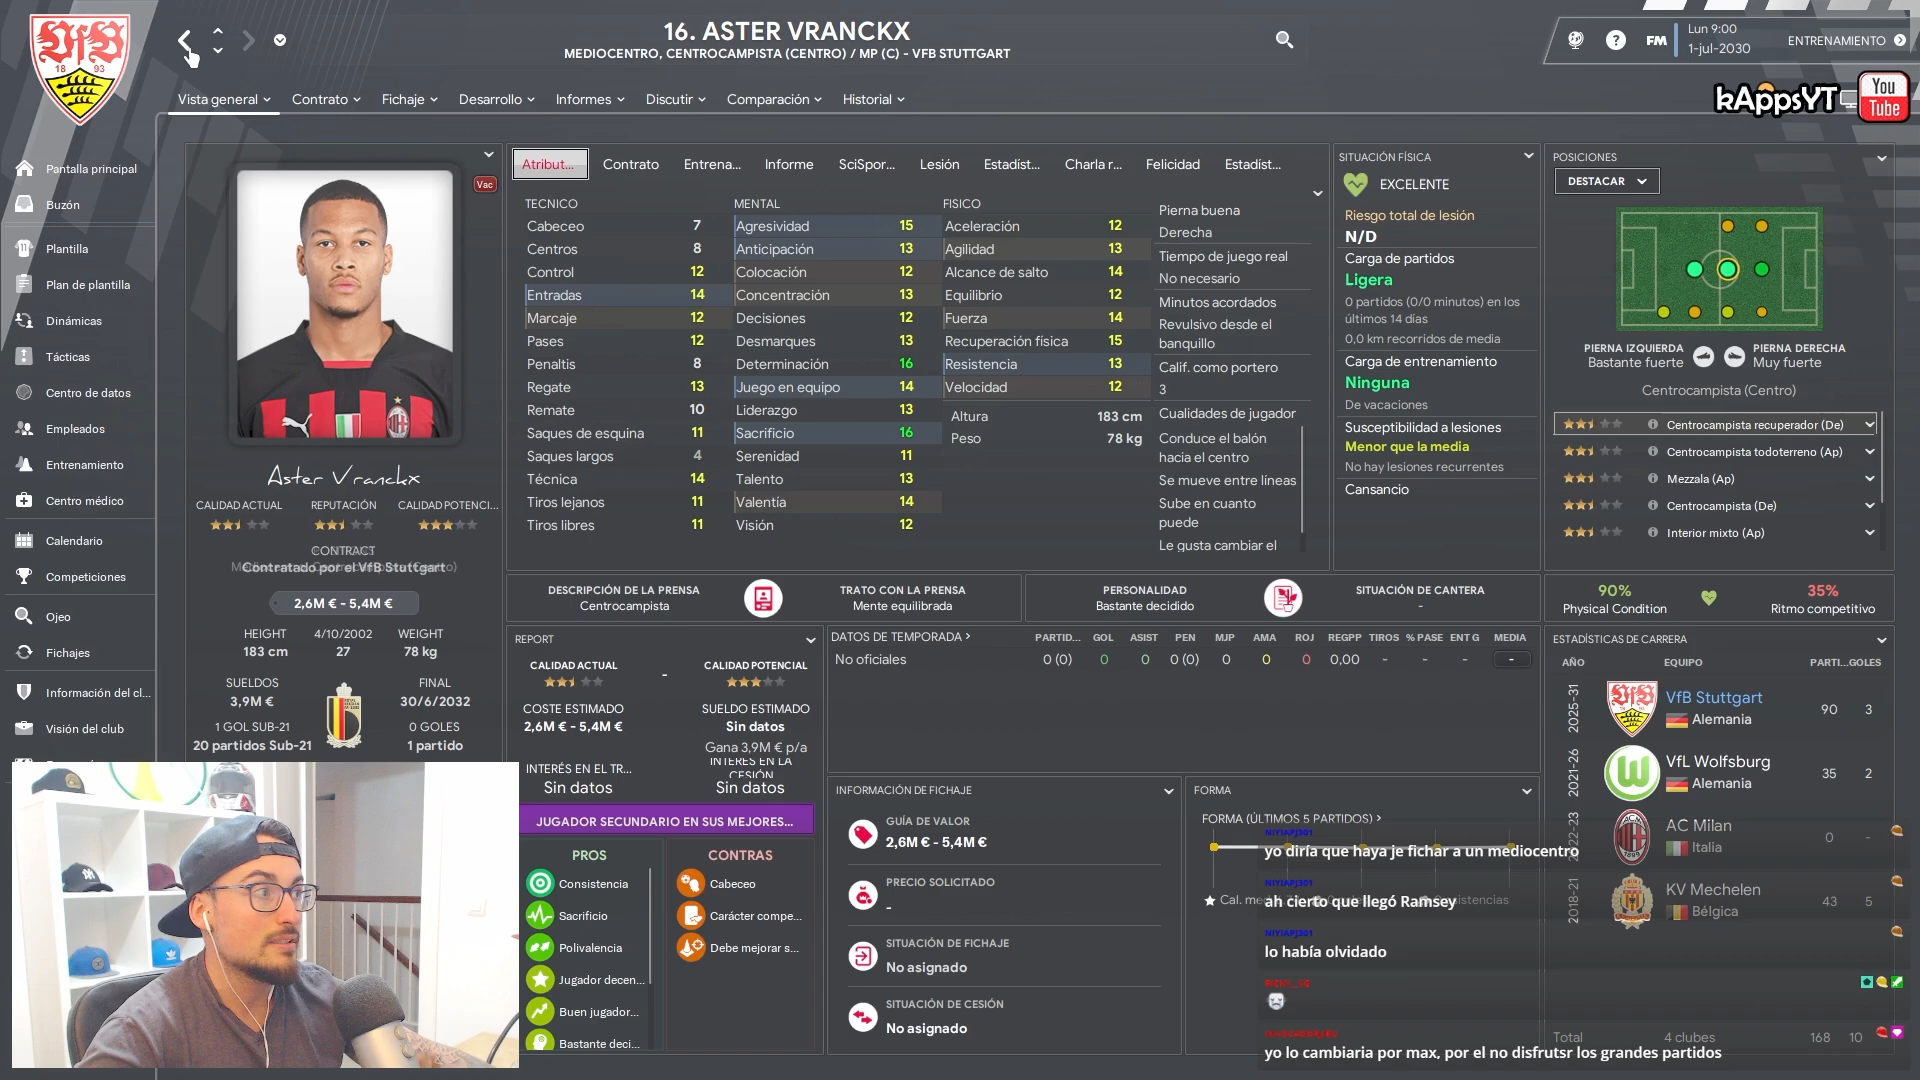 16. ASTER VRANCKX
MEDIOCENTRO, CENTROCAMPISTA (CENTRO) / MP (C) - VFB STUTTGART
FM
Lun 9:00
1-jul-2030
ENTRENAMIENTO
VfB
18 93
Vista general
Contrato
Fichaje
Desarrollo
Informes
Discutir
Comparación
Historial
kAppsYT
You
Tube
Pantalla principal
Buzón
Plantilla
Plan de plantilla
Dinámicas
Tácticas
Centro de datos
Empleados
Entrenamiento
Centro médico
Calendario
Competiciones
Ojeo
Fichajes
Información del cl...
Visión del club
Vac
Aster Vranckx
CALIDAD ACTUAL
REPUTACIÓN
CALIDAD POTENCI...
CONTRACT
Contratado por el VfB Stuttgart
2,6M € - 5,4M €
HEIGHT
4/10/2002
WEIGHT
183 cm
27
78 kg
SUELDOS
FINAL
3,9M €
30/6/2032
1 GOL SUB-21
0 GOLES
20 partidos Sub-21
1 partido
Atribut...
Contrato
Entrena...
Informe
SciSpor...
Lesión
Estadíst...
Charla r...
Felicidad
Estadíst...
TECNICO
Cabeceo 7
Centros 8
Control 12
Entradas 14
Marcaje 12
Pases 12
Penaltis 8
Regate 13
Remate 10
Saques de esquina 11
Saques largos 4
Técnica 14
Tiros lejanos 11
Tiros libres 11
MENTAL
Agresividad 15
Anticipación 13
Colocación 12
Concentración 13
Decisiones 12
Desmarques 13
Determinación 16
Juego en equipo 14
Liderazgo 13
Sacrificio 16
Serenidad 11
Talento 13
Valentía 14
Visión 12
FISICO
Aceleración 12
Agilidad 13
Alcance de salto 14
Equilibrio 12
Fuerza 14
Recuperación física 15
Resistencia 13
Velocidad 12
Altura 183 cm
Peso 78 kg
Pierna buena
Derecha
Tiempo de juego real
No necesario
Minutos acordados
Revulsivo desde el
banquillo
Calif. como portero
3
Cualidades de jugador
Conduce el balón
hacia el centro
Se mueve entre líneas
Sube en cuanto
puede
Le gusta cambiar el
SITUACIÓN FÍSICA
EXCELENTE
Riesgo total de lesión
N/D
Carga de partidos
Ligera
0 partidos (0/0 minutos) en los
últimos 14 días
0,0 km recorridos de media
Carga de entrenamiento
Ninguna
De vacaciones
Susceptibilidad a lesiones
Menor que la media
No hay lesiones recurrentes
Cansancio
POSICIONES
DESTACAR
PIERNA IZQUIERDA
Bastante fuerte
PIERNA DERECHA
Muy fuerte
Centrocampista (Centro)
Centrocampista recuperador (De)
Centrocampista todoterreno (Ap)
Mezzala (Ap)
Centrocampista (De)
Interior mixto (Ap)
DESCRIPCIÓN DE LA PRENSA
Centrocampista
TRATO CON LA PRENSA
Mente equilibrada
PERSONALIDAD
Bastante decidido
SITUACIÓN DE CANTERA
-
90%
Physical Condition
35%
Ritmo competitivo
REPORT
CALIDAD ACTUAL
-
CALIDAD POTENCIAL
COSTE ESTIMADO
2,6M € - 5,4M €
SUELDO ESTIMADO
Sin datos
Gana 3,9M € p/a
INTERÉS EN EL TR...
Sin datos
INTERÉS EN LA
CESIÓN
Sin datos
JUGADOR SECUNDARIO EN SUS MEJORES...
PROS
Consistencia
Sacrificio
Polivalencia
Jugador decen...
Buen jugador...
Bastante deci...
CONTRAS
Cabeceo
Carácter compe...
Debe mejorar s...
DATOS DE TEMPORADA
PARTID... GOL ASIST PEN MJP AMA ROJ REGPP TIROS % PASE ENT G MEDIA
No oficiales 0 (0) 0 0 0 (0) 0 0 0 0,00 - - - -
INFORMACIÓN DE FICHAJE
GUÍA DE VALOR
2,6M € - 5,4M €
PRECIO SOLICITADO
-
SITUACIÓN DE FICHAJE
No asignado
SITUACIÓN DE CESIÓN
No asignado
FORMA
FORMA (ÚLTIMOS 5 PARTIDOS)
yo diría que haya je fichar a un mediocentro
ah cierto que llegó Ramsey
lo había olvidado
yo lo cambiaria por max, por el no disfrutsr los grandes partidos
ESTADÍSTICAS DE CARRERA
AÑO EQUIPO PARTI... GOLES
2025-31 VfB Stuttgart 90 3
Alemania
2021-26 VfL Wolfsburg 35 2
Alemania
AC Milan 0 -
Italia
2018-21 KV Mechelen 43 5
Bélgica
Total 4 clubes 168 10